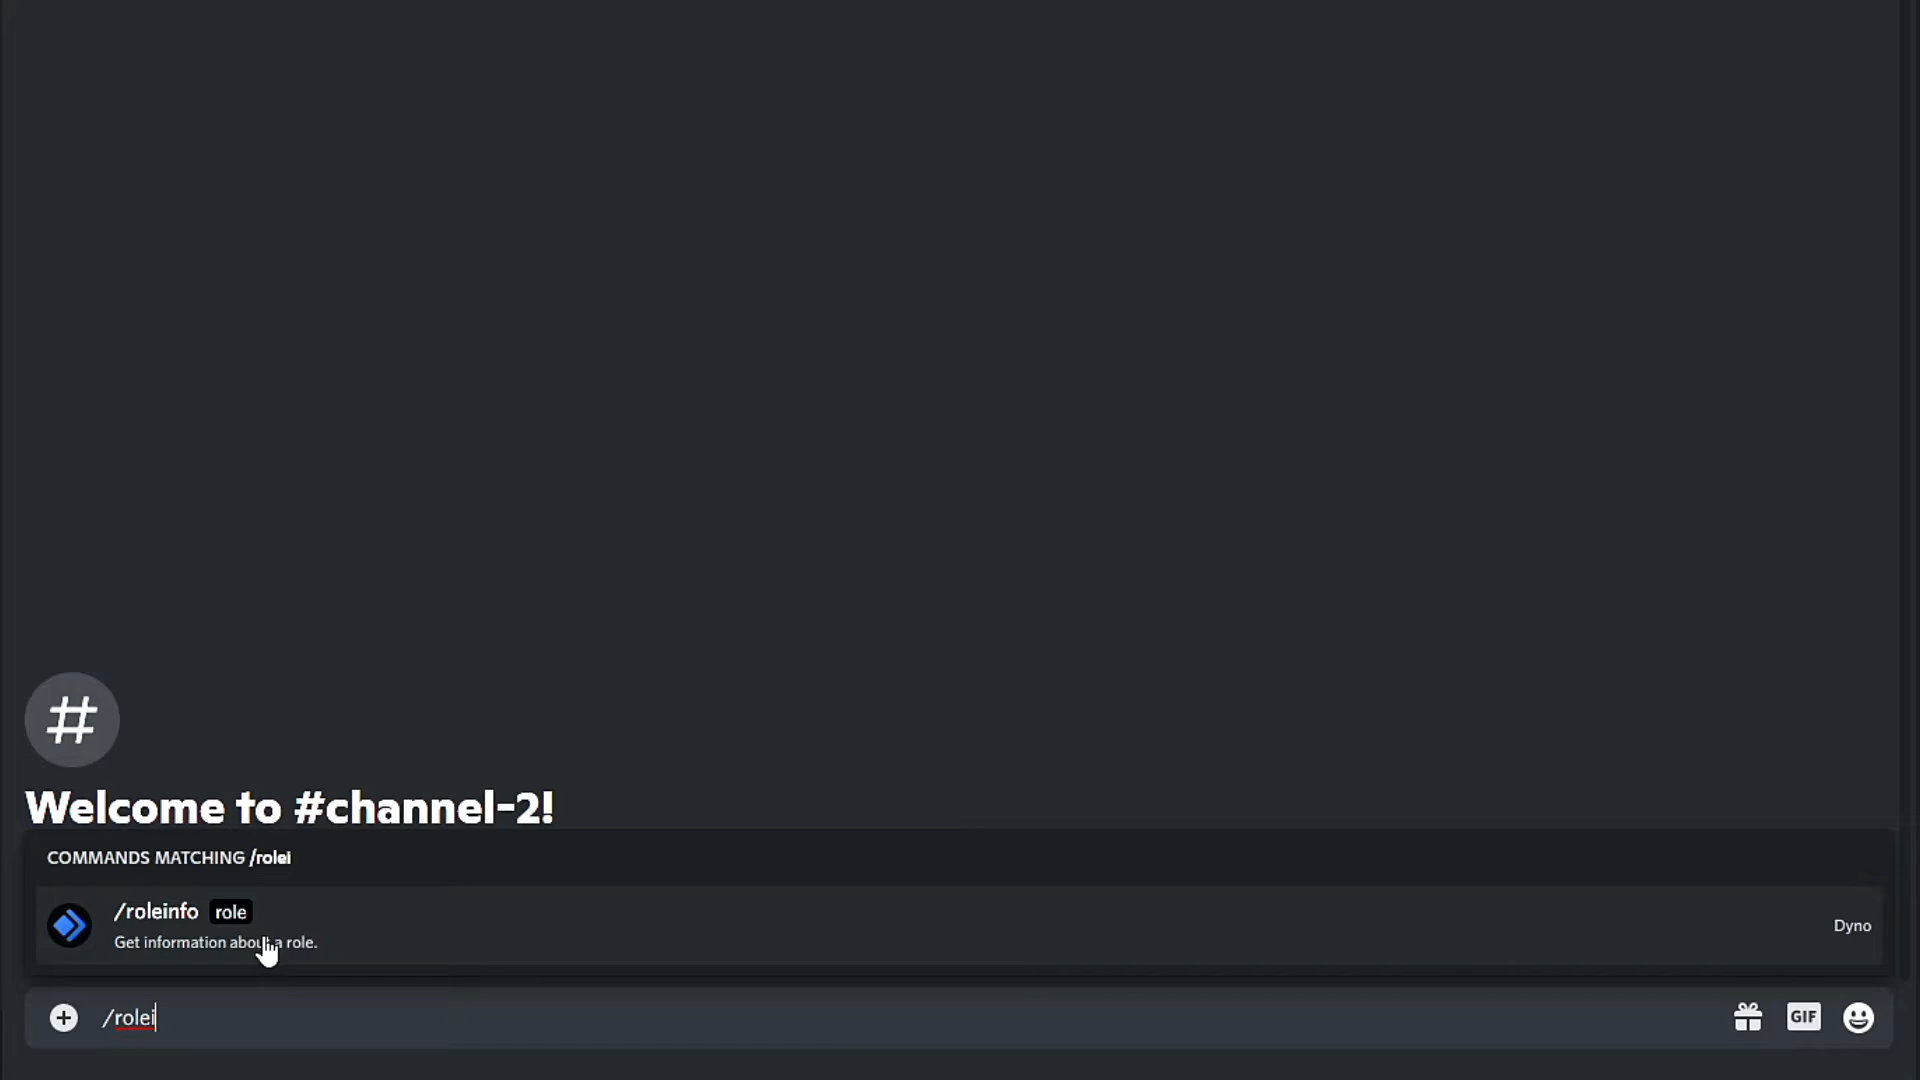 Welcome to #channel-2!
COMMANDS MATCHING /rolei
/roleinfo role
Get information about a role.
Dyno
/rolei
GIF